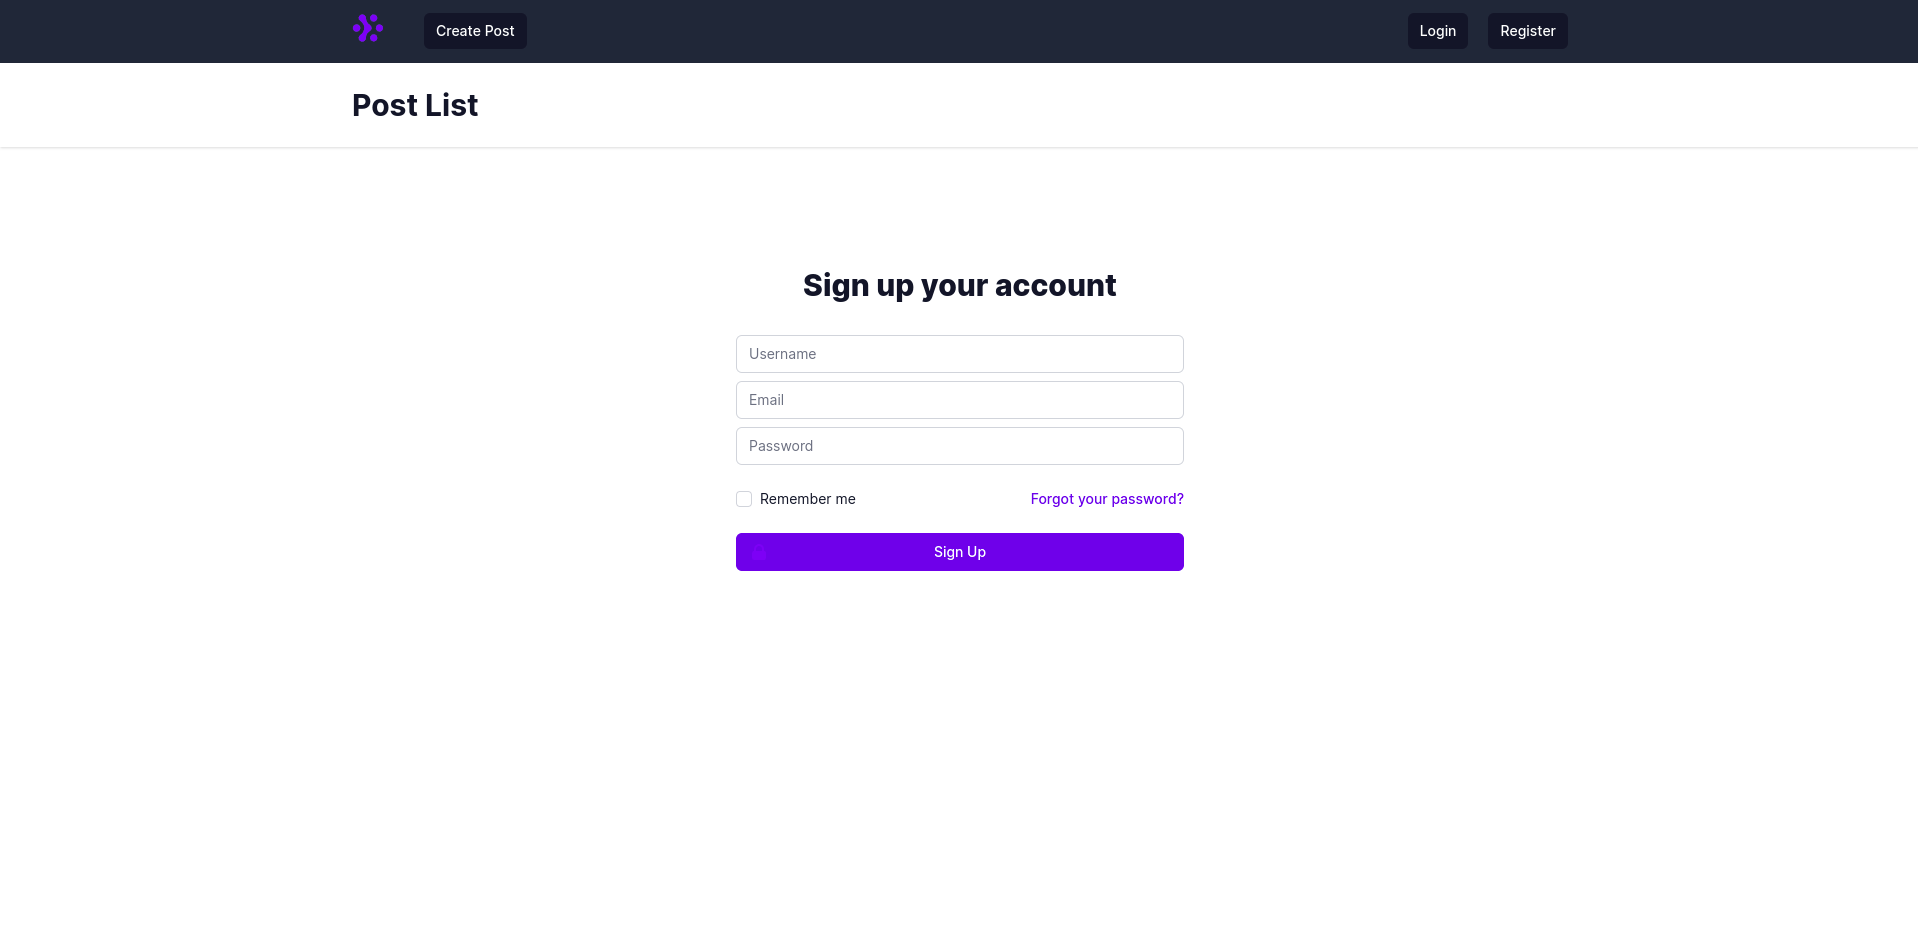 Create Post
Login
Register
Post List
Sign up your account
Username
Email
Password
Remember me
Forgot your password?
Sign Up